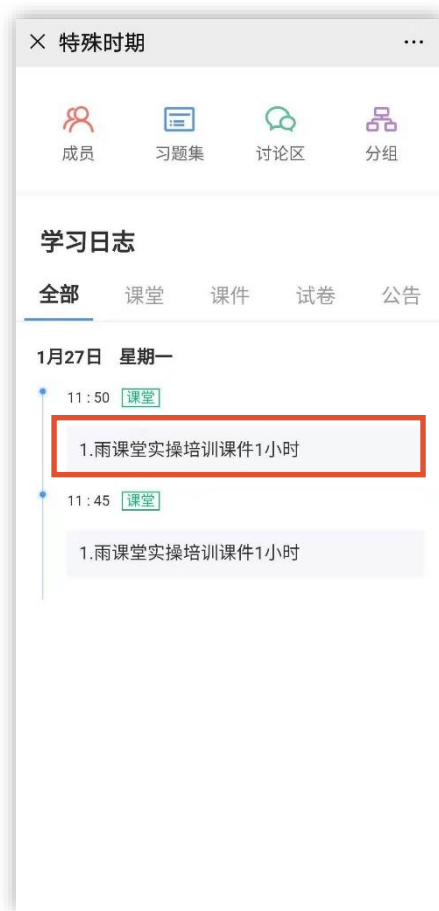 × 特殊时期 ...
成员 习题集 讨论区 分组
学习日志
全部 课堂 课件 试卷 公告
1月27日 星期一
11:50 课堂
1.雨课堂实操培训课件1小时
11:45 课堂
1.雨课堂实操培训课件1小时